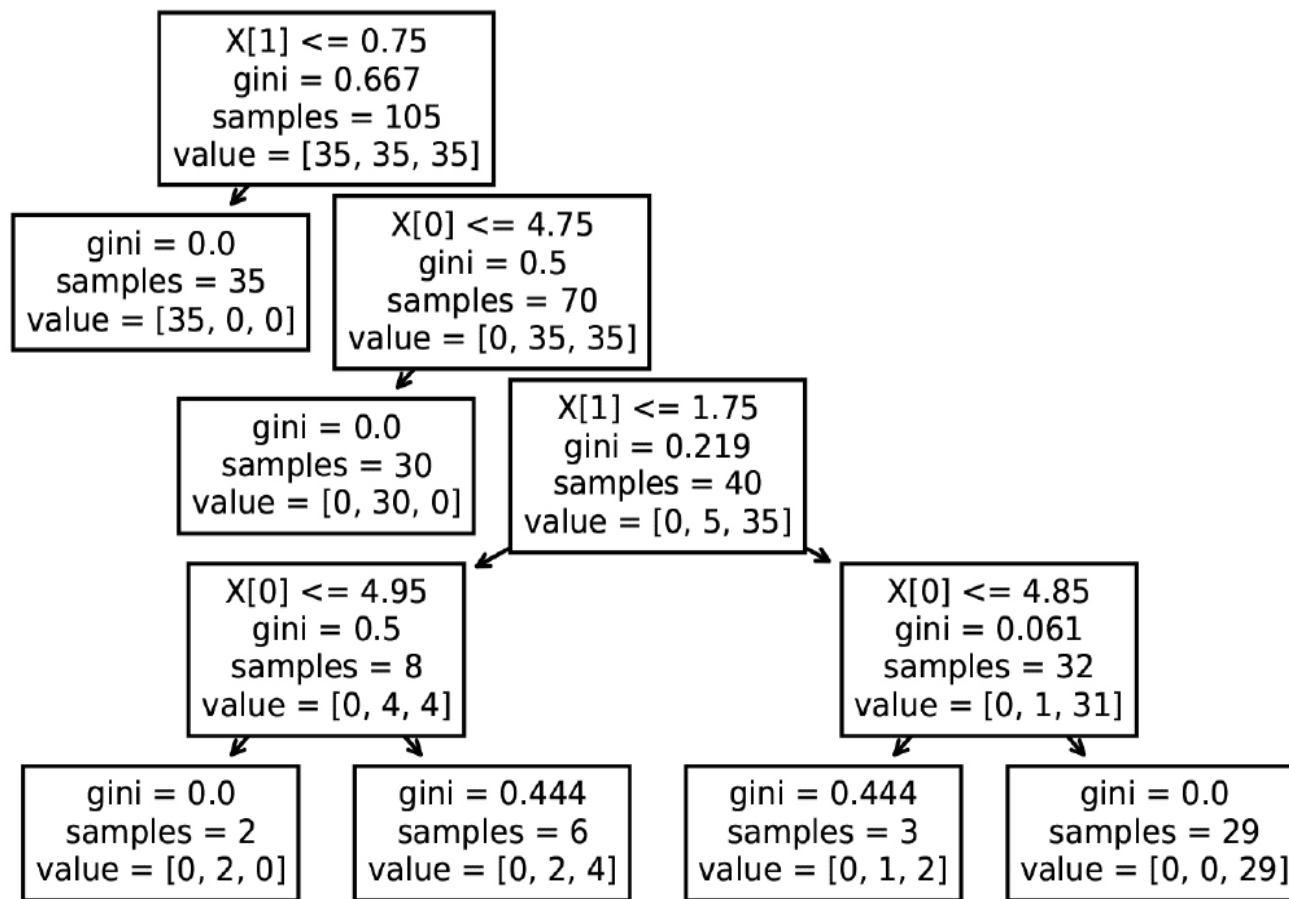 X[1] <= 0.75
gini = 0.667
samples = 105
value = [35, 35, 35]
gini = 0.0
samples = 35
value = [35, 0, 0]
X[0] <= 4.75
gini = 0.5
samples = 70
value = [0, 35, 35]
gini = 0.0
samples = 30
value = [0, 30, 0]
X[1] <= 1.75
gini = 0.219
samples = 40
value = [0, 5, 35]
X[0] <= 4.95
gini = 0.5
samples = 8
value = [0, 4, 4]
X[0] <= 4.85
gini = 0.061
samples = 32
value = [0, 1, 31]
gini = 0.0
samples = 2
value = [0, 2, 0]
gini = 0.444
samples = 6
value = [0, 2, 4]
gini = 0.444
samples = 3
value = [0, 1, 2]
gini = 0.0
samples = 29
value = [0, 0, 29]